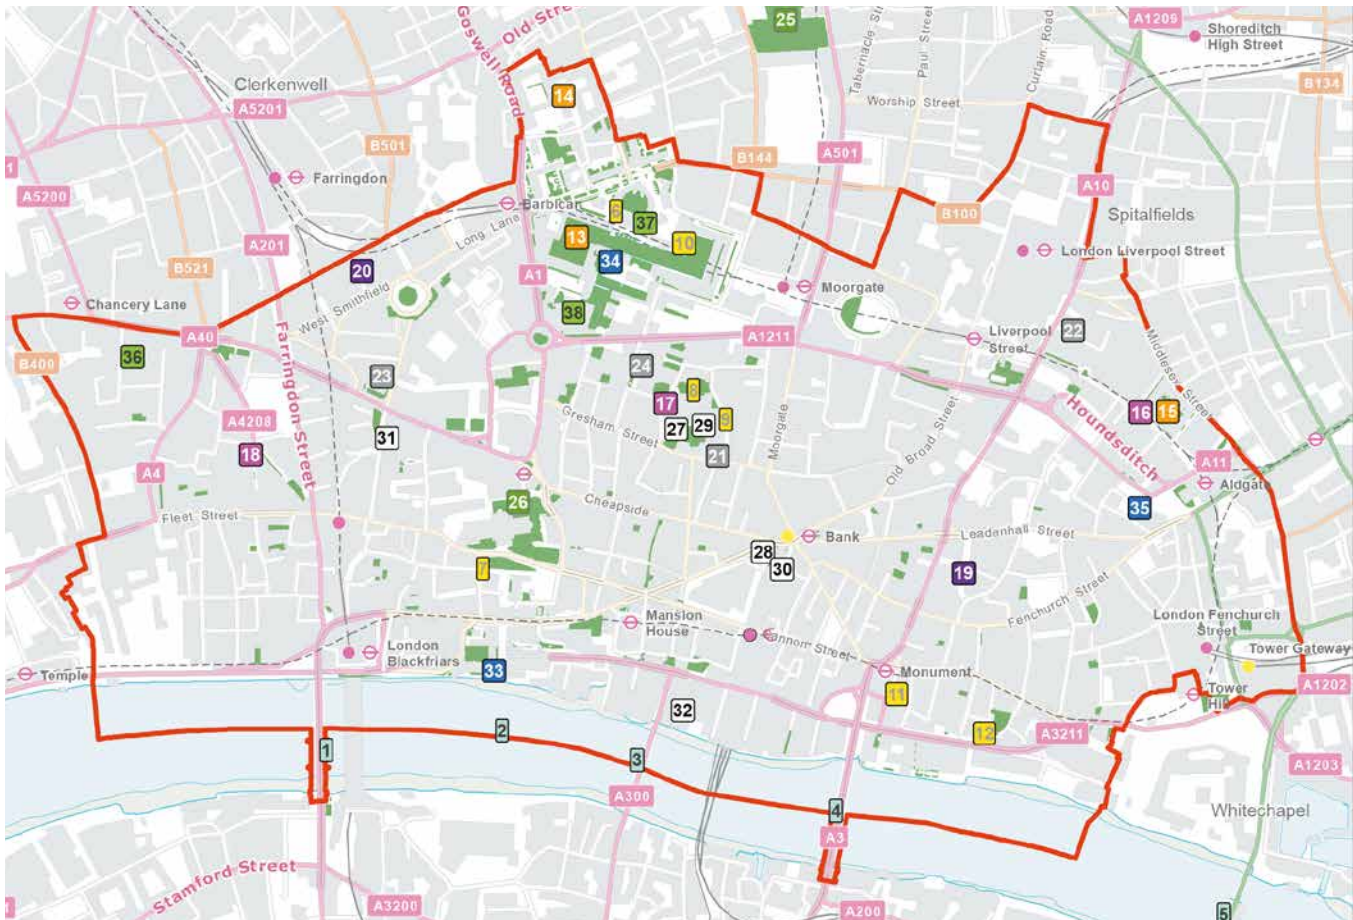 25
A1209
Shoreditch
High Street
Goswell Road
Old Street
Tabernacle St
Paul Street
Curtain Road
Clerkenwell
14
A5201
Worship Street
B134
B501
B144
A501
A5200
Farringdon
A10
Barbican
6
37
B100
Spitalfields
A201
Long Lane
13
10
London Liverpool Street
B521
20
34
A1
Moorgate
Chancery Lane
West Smithfield
38
A40
A1211
Liverpool
Street
22
Middlesex Street
B400
36
Farringdon Street
23
24
8
A4208
17
9
16
15
Houndsditch
Gresham Street
27
29
31
21
Moorgate
Old Broad Street
18
A4
A11
Aldgate
26
Cheapside
35
Fleet Street
Bank
Leadenhall Street
28
7
30
19
Fenchurch Street
Mansion
House
London Fenchurch
Street
Cannon Street
London
Blackfriars
Tower Gateway
Temple
33
Monument
11
Tower
Hill
A1202
32
12
A3211
1
2
3
A1203
A300
4
Whitechapel
A3
Stamford Street
A3200
A200
5